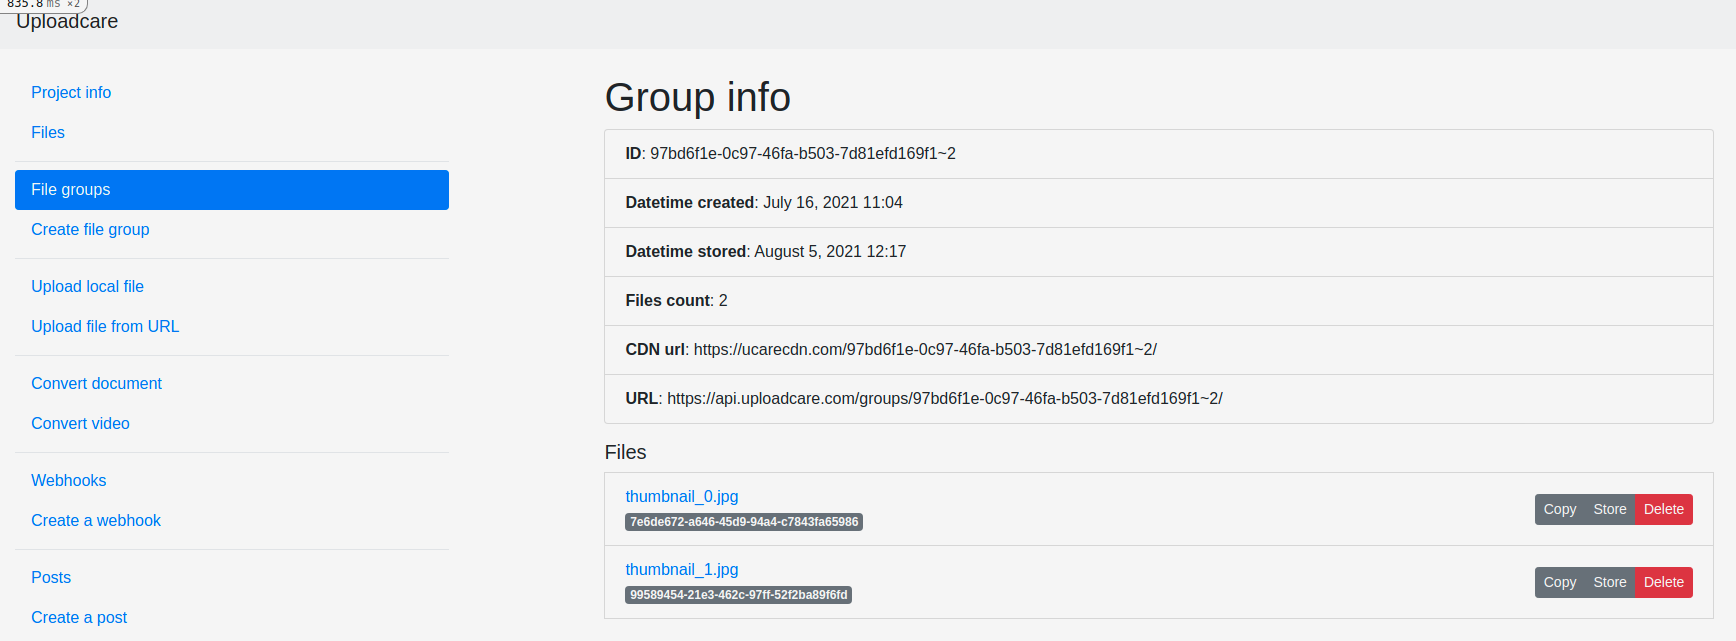 835.8 ms ×2
Uploadcare
Project info
Files
File groups
Create file group
Upload local file
Upload file from URL
Convert document
Convert video
Webhooks
Create a webhook
Posts
Create a post
Group info
ID: 97bd6f1e-0c97-46fa-b503-7d81efd169f1~2
Datetime created: July 16, 2021 11:04
Datetime stored: August 5, 2021 12:17
Files count: 2
CDN url: https://ucarecdn.com/97bd6f1e-0c97-46fa-b503-7d81efd169f1~2/
URL: https://api.uploadcare.com/groups/97bd6f1e-0c97-46fa-b503-7d81efd169f1~2/
Files
thumbnail_0.jpg
7e6de672-a646-45d9-94a4-c7843fa65986
Copy Store Delete
thumbnail_1.jpg
99589454-21e3-462c-97ff-52f2ba89f6fd
Copy Store Delete